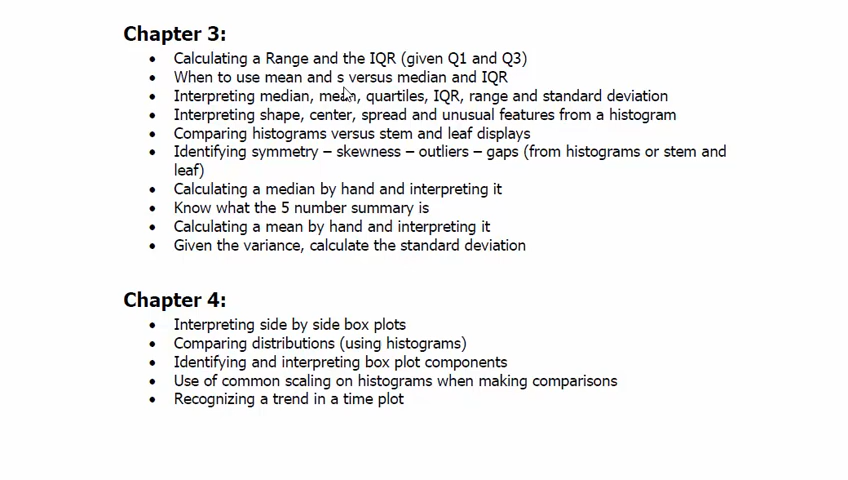 Chapter 3:
• Calculating a Range and the IQR (given Q1 and Q3)
• When to use mean and s versus median and IQR
• Interpreting median, mean, quartiles, IQR, range and standard deviation
• Interpreting shape, center, spread and unusual features from a histogram
• Comparing histograms versus stem and leaf displays
• Identifying symmetry – skewness – outliers – gaps (from histograms or stem and
leaf)
• Calculating a median by hand and interpreting it
• Know what the 5 number summary is
• Calculating a mean by hand and interpreting it
• Given the variance, calculate the standard deviation
Chapter 4:
• Interpreting side by side box plots
• Comparing distributions (using histograms)
• Identifying and interpreting box plot components
• Use of common scaling on histograms when making comparisons
• Recognizing a trend in a time plot